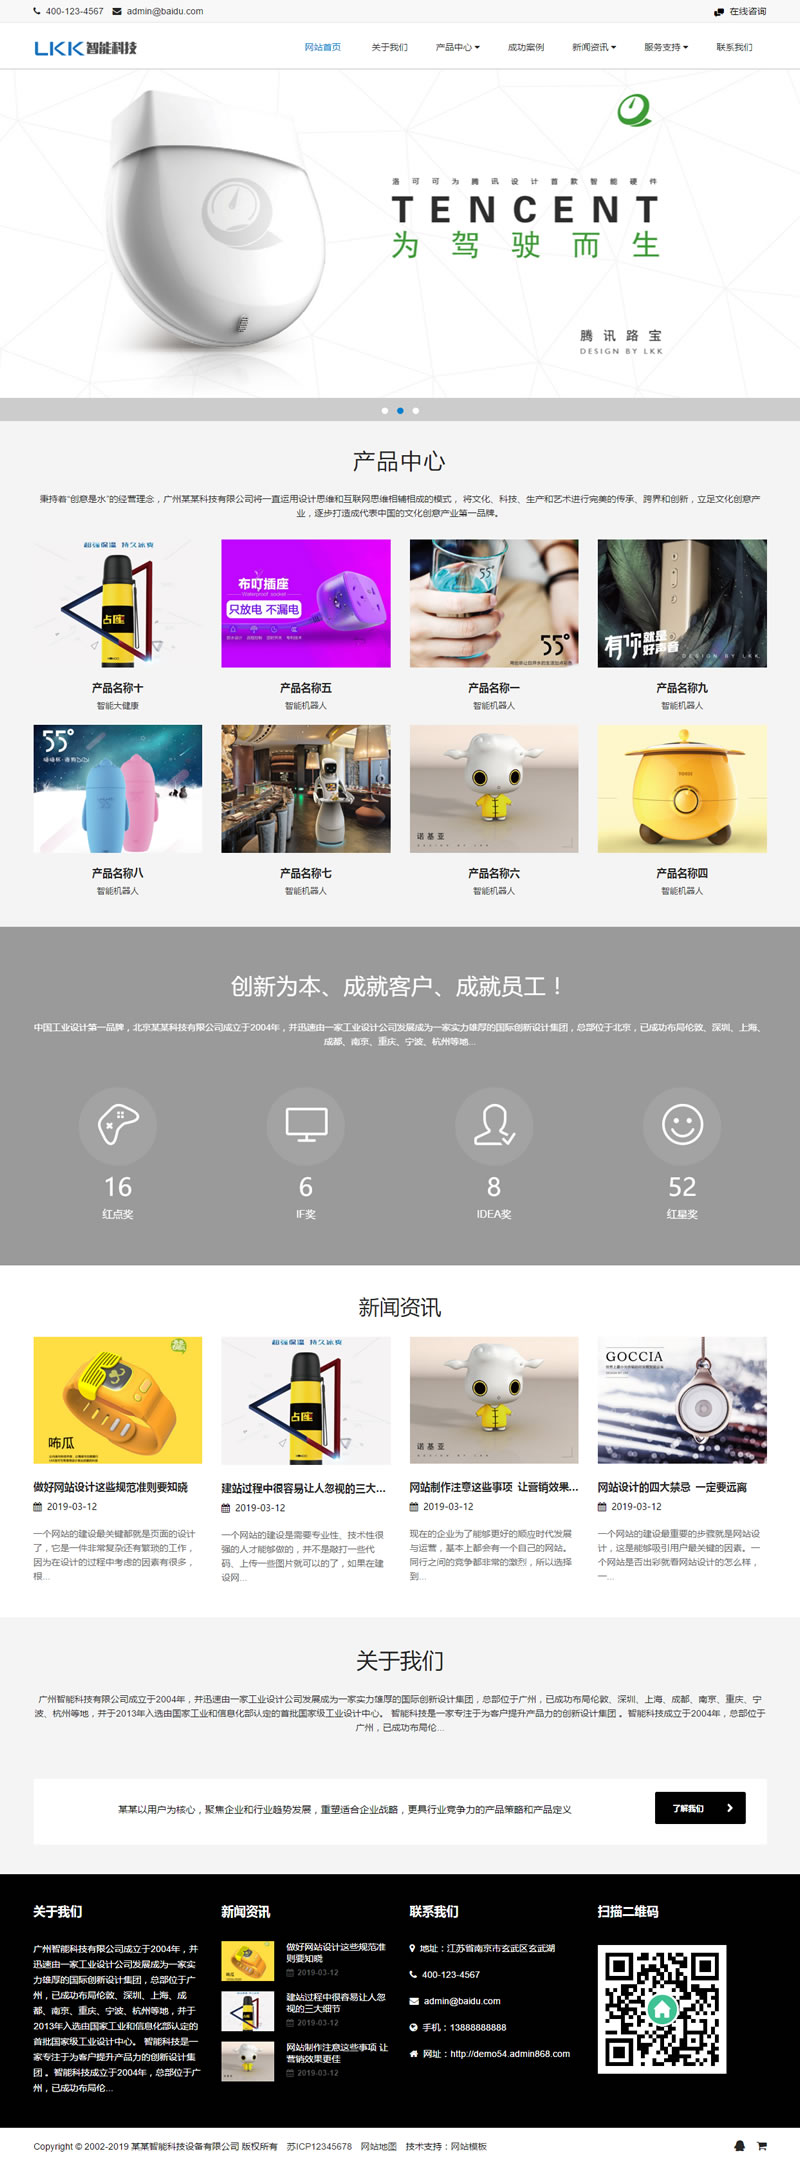 400-123-4567 admin@baidu.com 在线咨询
LKK智能科技 网站首页 关于我们 产品中心 成功案例 新闻资讯 服务支持 联系我们
洛可可为腾讯设计首款智能硬件
TENCENT
为驾驶而生
腾讯路宝
DESIGN BY LKK
产品中心
秉持着“创意是水”的经营理念，广州某某科技有限公司将一直运用设计思维和互联网思维相辅相成的模式， 将文化、科技、生产和艺术进行完美的传承、跨界和创新，立足文化创意产
业，逐步打造成代表中国的文化创意产业第一品牌。
超强保温 持久冰爽
占座
布叮插座
Waterproof socket
只放电 不漏电
55°
55°
有你就是好声音
DESIGN BY LKK
产品名称十 产品名称五 产品名称一 产品名称九
智能大健康 智能机器人 智能机器人 智能机器人
55°
诺基亚
产品名称八 产品名称七 产品名称六 产品名称四
智能机器人 智能机器人 智能机器人 智能机器人
创新为本、成就客户、成就员工！
中国工业设计第一品牌，北京某某科技有限公司成立于2004年，并迅速由一家工业设计公司发展成为一家实力雄厚的国际创新设计集团，总部位于北京，已成功布局伦敦、深圳、上海、
成都、南京、重庆、宁波、杭州等地...
16 6 8 52
红点奖 IF奖 IDEA奖 红星奖
新闻资讯
咘瓜
超强保温 持久冰爽
占座
诺基亚
GOCCIA
做好网站设计这些规范准则要知晓 建站过程中很容易让人忽视的三大... 网站制作注意这些事项 让营销效果... 网站设计的四大禁忌 一定要远离
2019-03-12 2019-03-12 2019-03-12 2019-03-12
一个网站的建设最关键都就是页面的设计
了，它是一件非常复杂还有繁琐的工作，
因为在设计的过程中考虑的因素有很多，
根...
一个网站的建设是需要专业性、技术性很
强的人才能够做的，并不是敲打一些代
码、上传一些图片就可以的了，如果在建
设网...
现在的企业为了能够更好的顺应时代发展
与运营，基本上都会有一个自己的网站。
同行之间的竞争都非常的激烈，所以选择
到...
一个网站的建设最重要的步骤就是网站设
计，这是能够吸引用户最关键的因素。一
个网站是否出彩就看网站设计的怎么样，
一...
关于我们
广州智能科技有限公司成立于2004年，并迅速由一家工业设计公司发展成为一家实力雄厚的国际创新设计集团，总部位于广州，已成功布局伦敦、深圳、上海、成都、南京、重庆、宁
波、杭州等地，并于2013年入选由国家工业和信息化部认定的首批国家级工业设计中心。 智能科技是一家专注于为客户提升产品力的创新设计集团 。智能科技成立于2004年，总部位于
广州，已成功布局伦...
某某以用户为核心，聚焦企业和行业趋势发展，重塑适合企业战略，更具行业竞争力的产品策略和产品定义 了解我们
关于我们 新闻资讯 联系我们 扫描二维码
广州智能科技有限公司成立于2004年，并
迅速由一家工业设计公司发展成为一家实
力雄厚的国际创新设计集团，总部位于广
州，已成功布局伦敦、深圳、上海、成
都、南京、重庆、宁波、杭州等地，并于
2013年入选由国家工业和信息化部认定的
首批国家级工业设计中心。 智能科技是一
家专注于为客户提升产品力的创新设计集
团 。智能科技成立于2004年，总部位于广
州，已成功布局伦...
做好网站设计这些规范准
则要知晓
2019-03-12
建站过程中很容易让人忽
视的三大细节
2019-03-12
网站制作注意这些事项 让
营销效果更佳
2019-03-12
地址：江苏省南京市玄武区玄武湖
400-123-4567
admin@baidu.com
手机：13888888888
网址：http://demo54.admin868.com
Copyright © 2002-2019 某某智能科技设备有限公司 版权所有 苏ICP12345678 网站地图 技术支持：网站模板